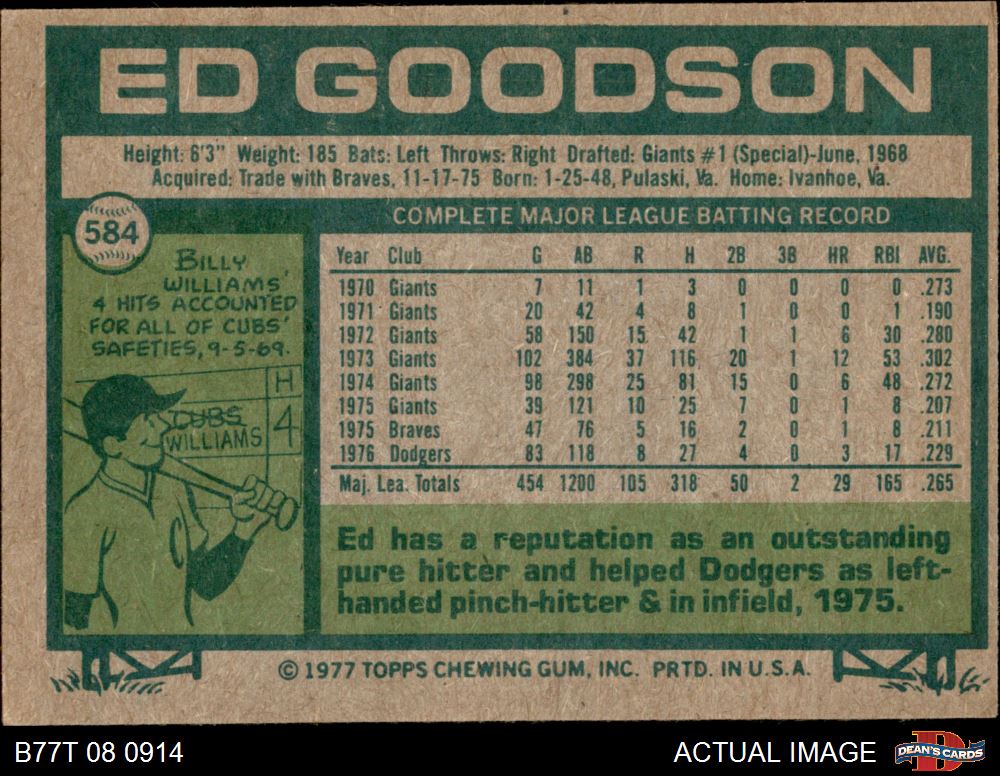 ED GOODSON
Height: 6'3" Weight: 185 Bats: Left Throws: Right Drafted: Giants #1 (Special)-June, 1968
Acquired: Trade with Braves, 11-17-75 Born: 1-25-48, Pulaski, Va. Home: Ivanhoe, Va.
584
BILLY
WILLIAMS'
4 HITS ACCOUNTED
FOR ALL OF CUBS'
SAFETIES, 9-5-69.
H
CUBS
WILLIAMS 4
C
COMPLETE MAJOR LEAGUE BATTING RECORD
Year Club G AB R H 2B 3B HR RBI AVG.
1970 Giants 7 11 1 3 0 0 0 0 .273
1971 Giants 20 42 4 8 1 0 0 1 .190
1972 Giants 58 150 15 42 1 1 6 30 .280
1973 Giants 102 384 37 116 20 1 12 53 .302
1974 Giants 98 298 25 81 15 0 6 48 .272
1975 Giants 39 121 10 25 7 0 1 8 .207
1975 Braves 47 76 5 16 2 0 1 8 .211
1976 Dodgers 83 118 8 27 4 0 3 17 .229
Maj. Lea. Totals 454 1200 105 318 50 2 29 165 .265
Ed has a reputation as an outstanding
pure hitter and helped Dodgers as left-
handed pinch-hitter & in infield, 1975.
© 1977 TOPPS CHEWING GUM, INC. PRTD. IN U.S.A.
B77T 08 0914
ACTUAL IMAGE
D
DEAN'S CARDS